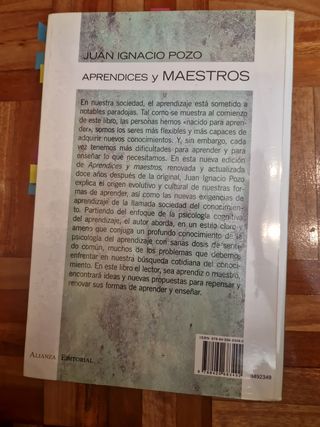 JUAN IGNACIO POZO
APRENDICES y MAESTROS
En nuestra sociedad, el aprendizaje está sometido a
notables paradojas. Tal como se muestra al comienzo
de este libro, las personas hemos «nacido para apren-
der», somos los seres más flexibles y más capaces de
adquirir nuevos conocimientos. Y, sin embargo, cada
vez tenemos más dificultades para aprender y para
enseñar lo que necesitamos. En esta nueva edición de
Aprendices y maestros, renovada y actualizada
doce años después de la original, Juan Ignacio Pozo
explica el origen evolutivo y cultural de nuestras for-
mas de aprender, así como las nuevas exigencias de
aprendizaje de la llamada sociedad del conocimien-
to. Partiendo del enfoque de la psicología cognitiva
del aprendizaje, el autor aborda, en un estilo claro y
ameno que conjuga un profundo conocimiento de la
psicología del aprendizaje con sanas dosis de senti-
do común, muchos de los problemas que debemos
enfrentar en nuestra búsqueda cotidiana del conoci-
miento. En este libro el lector, sea aprendiz o maestro,
encontrará ideas y nuevas propuestas para repensar y
renovar sus formas de aprender y enseñar.
ALIANZA EDITORIAL
3492349